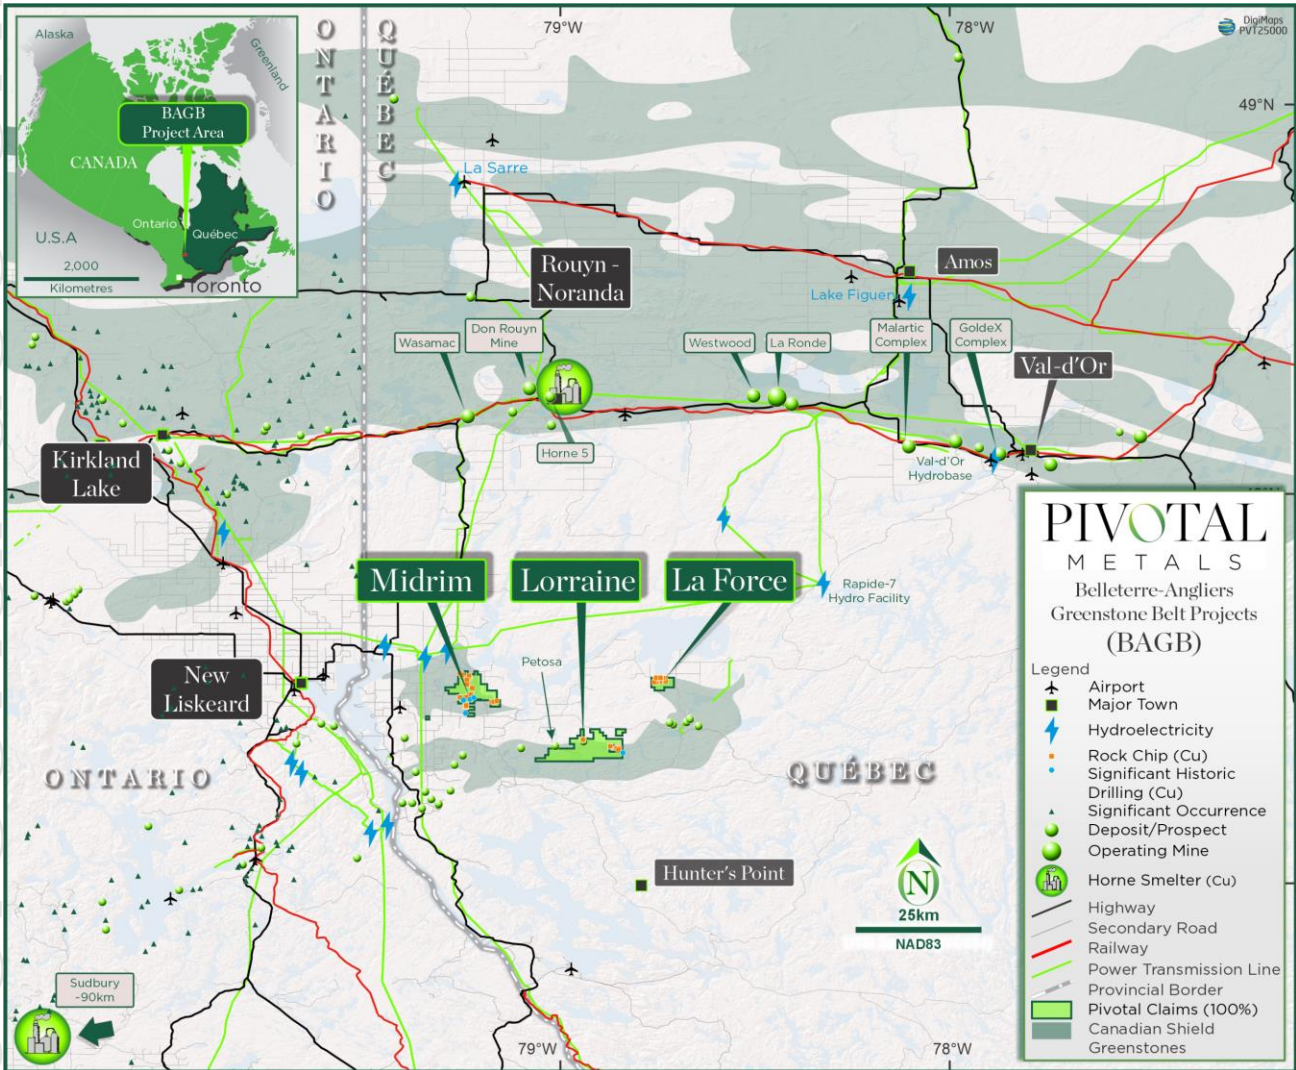 Alaska
Greenland
BAGB
Project Area
CANADA
Ontario
Québec
U.S.A
2,000
Kilometres
Toronto
ONTARIO
QUÉBEC
79°W
78°W
DigiMaps
PVT25000
49°N
La Sarre
Rouyn -
Noranda
Amos
Lake Figuery
Wasamac
Don Rouyn
Mine
Westwood
La Ronde
Malartic
Complex
GoldeX
Complex
Val-d'Or
Horne 5
Kirkland
Lake
Val-d'Or
Hydrobase
Midrim
Lorraine
La Force
Rapide-7
Hydro Facility
Petosa
New
Liskeard
ONTARIO
QUÉBEC
Hunter's Point
N
25km
NAD83
Sudbury
~90km
79°W
78°W
PIVOTAL
METALS
Belleterre-Angliers
Greenstone Belt Projects
(BAGB)
Legend
Airport
Major Town
Hydroelectricity
Rock Chip (Cu)
Significant Historic
Drilling (Cu)
Significant Occurrence
Deposit/Prospect
Operating Mine
Horne Smelter (Cu)
Highway
Secondary Road
Railway
Power Transmission Line
Provincial Border
Pivotal Claims (100%)
Canadian Shield
Greenstones